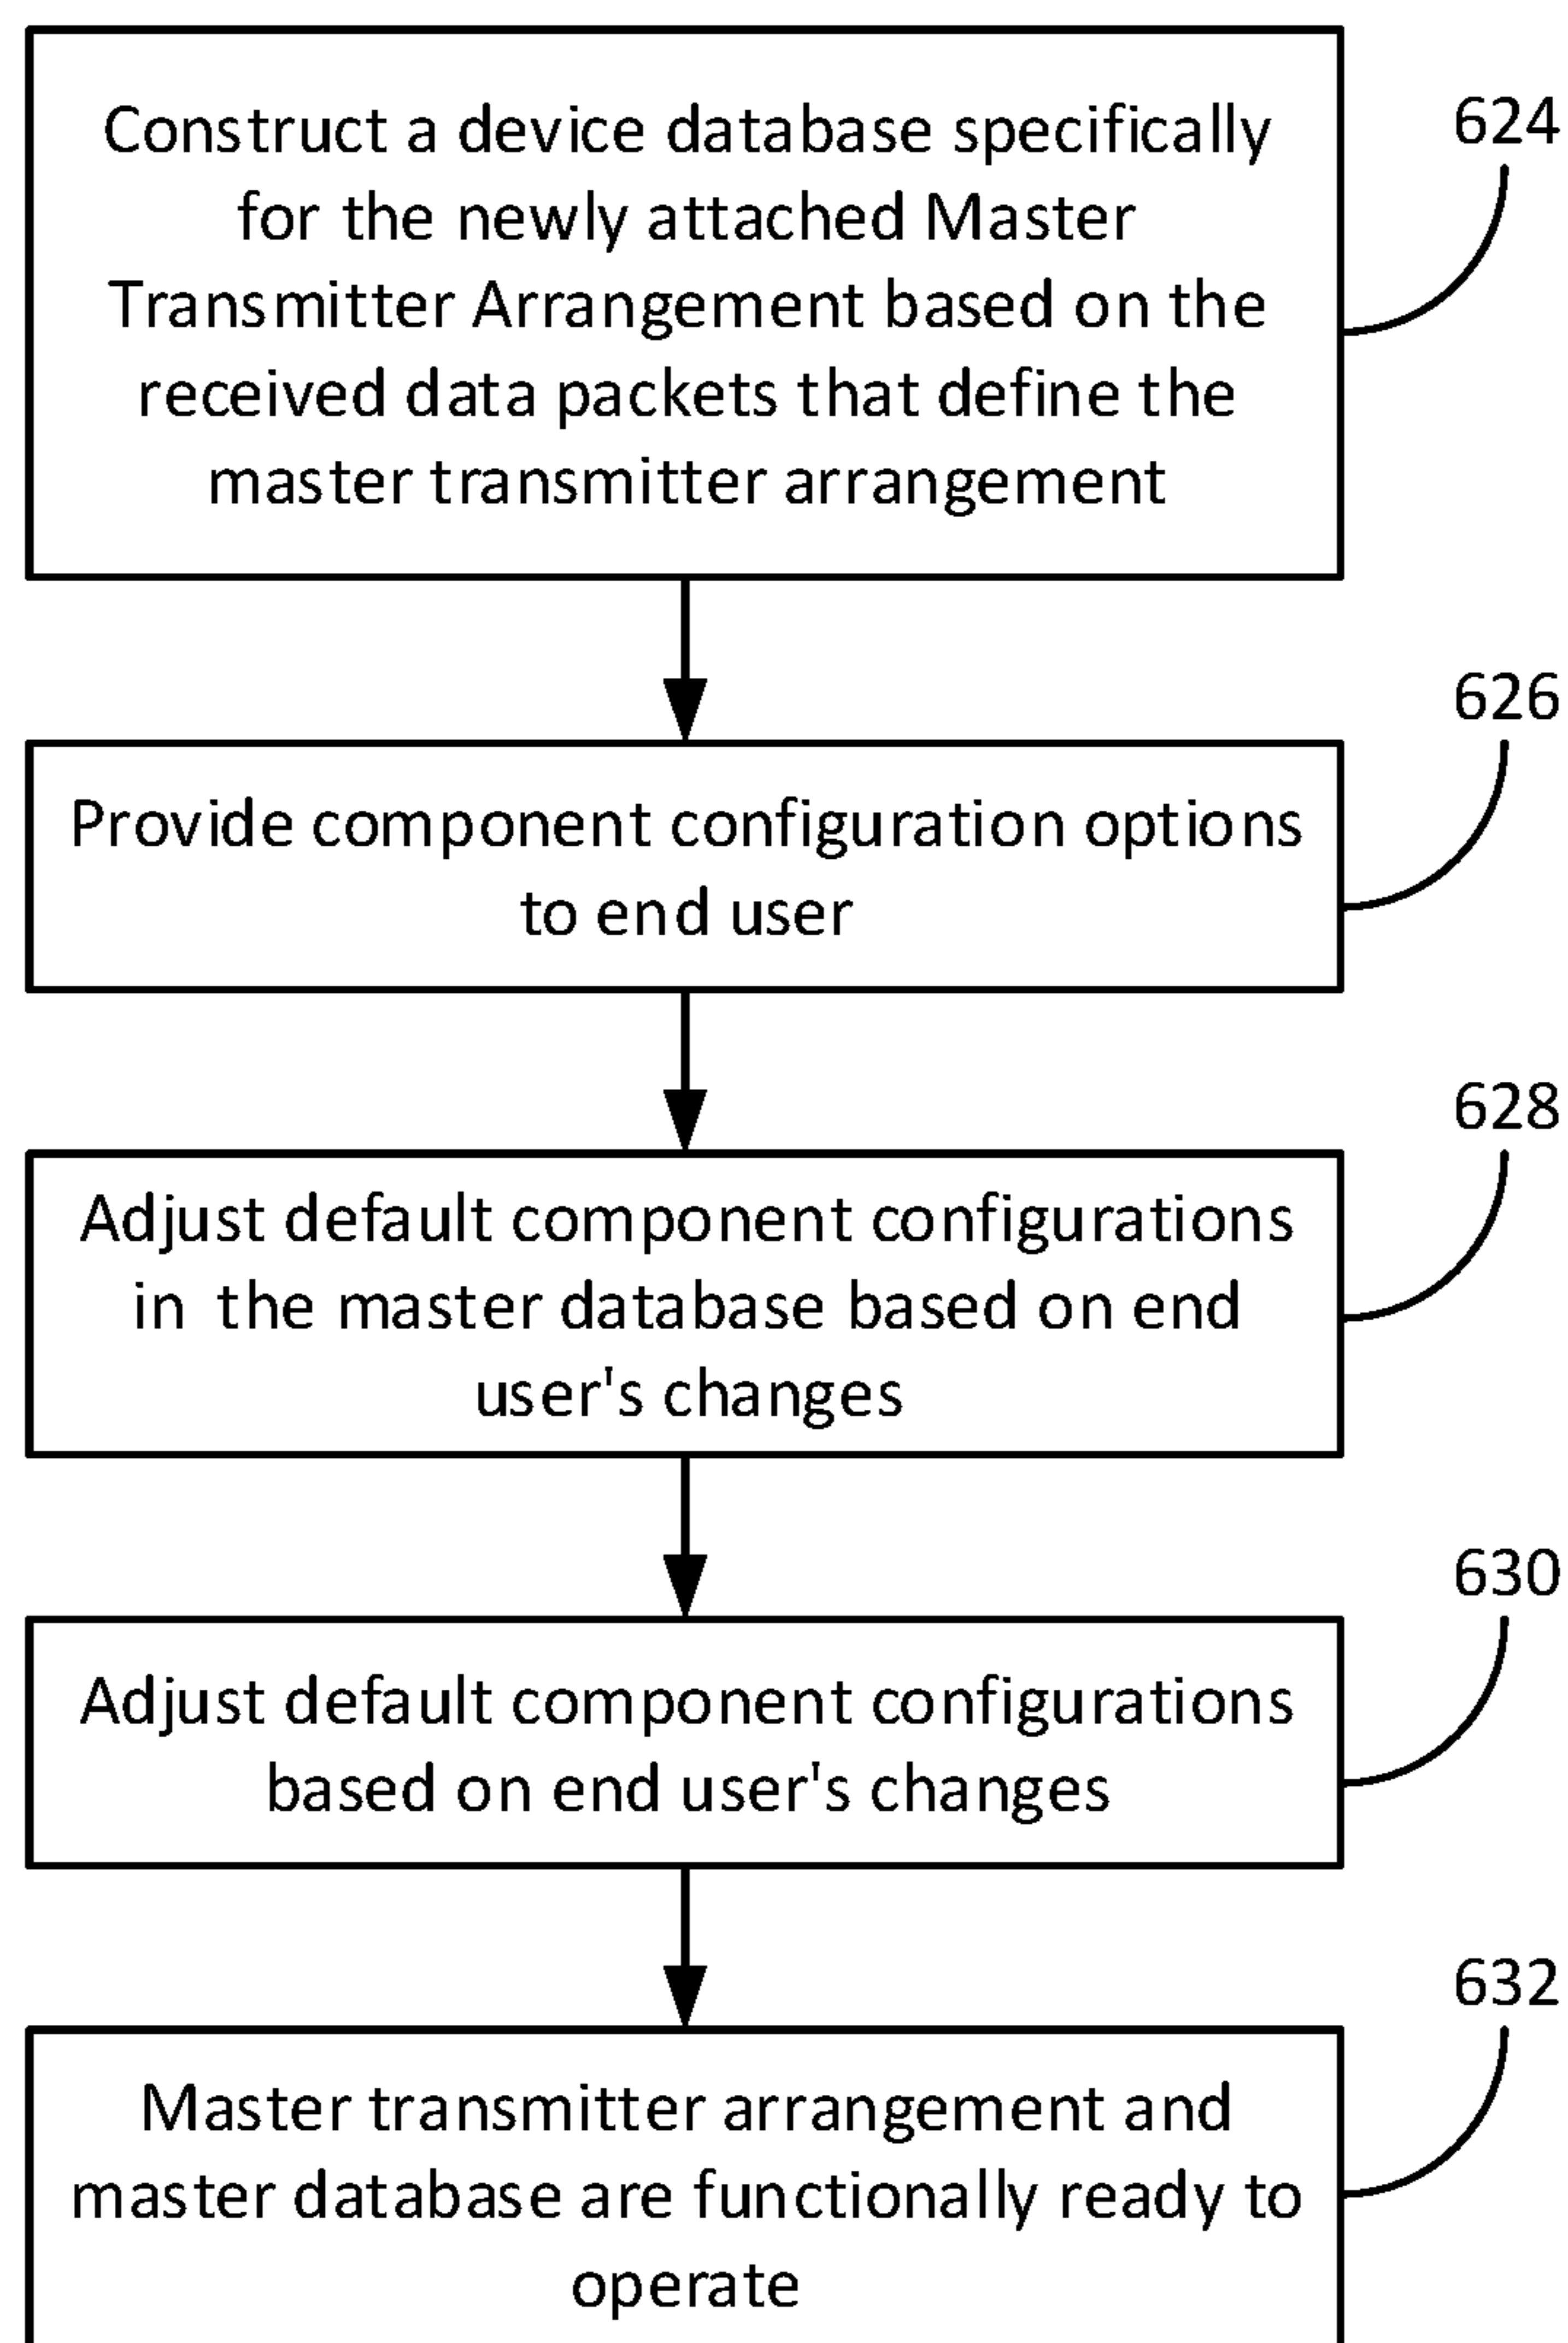 Construct a device database specifically
624
for the newly attached Master
Transmitter Arrangement based on the
received data packets that define the
master transmitter arrangement
626
Provide component configuration options
to end user
628
Adjust default component configurations
in the master database based on end
user's changes
630
Adjust default component configurations
based on end user's changes
632
Master transmitter arrangement and
master database are functionally ready to
operate